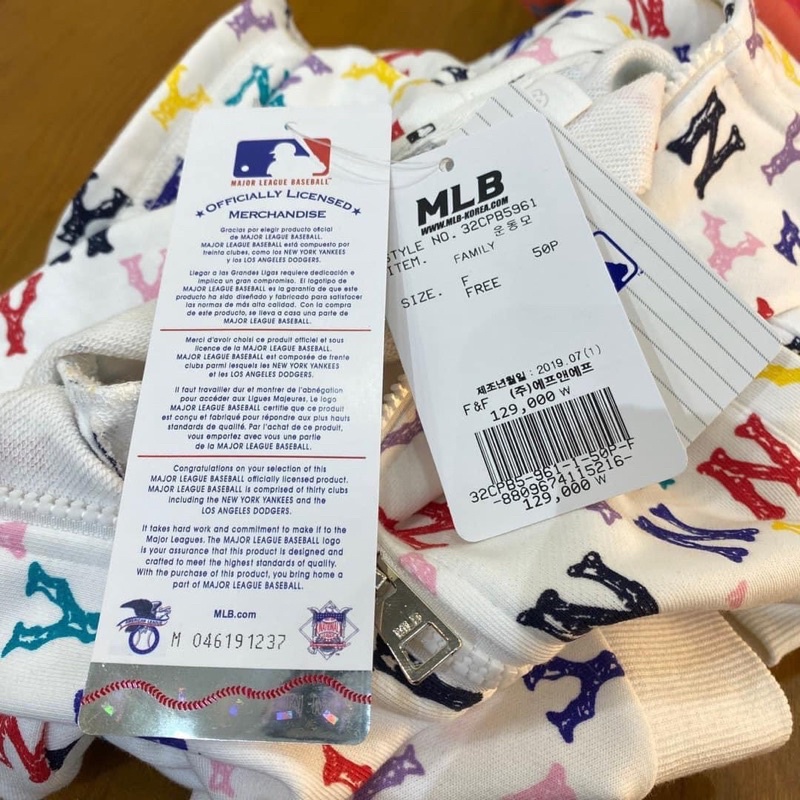 MAJOR LEAGUE BASEBALL™
★ OFFICIALLY LICENSED ★
MERCHANDISE
Gracias por elegir producto oficial
de MAJOR LEAGUE BASEBALL.
MAJOR LEAGUE BASEBALL está compuesto por
treinta clubes, como los NEW YORK YANKEES
y los LOS ANGELES DODGERS.
Llegar a las Grandes Ligas requiere dedicación e
implica un gran compromiso. El logotipo de
MAJOR LEAGUE BASEBALL es la garantía de que este
producto ha sido diseñado y fabricado para satisfacer
las normas de más alta calidad. Con la compra
de este producto, se lleva a casa una parte de
MAJOR LEAGUE BASEBALL.
Merci d'avoir choisi ce produit officiel et sous
licence de la MAJOR LEAGUE BASEBALL.
MAJOR LEAGUE BASEBALL est composée de trente
clubs parmi lesquels les NEW YORK YANKEES
et les LOS ANGELES DODGERS.
Il faut travailler dur et montrer de l'abnégation
pour accéder aux Ligues Majeures. Le logo
MAJOR LEAGUE BASEBALL certifie que ce produit
est conçu et fabriqué pour répondre aux plus hauts
standards de qualité. Par l'achat de ce produit,
vous emportez avec vous une partie
de la MAJOR LEAGUE BASEBALL.
Congratulations on your selection of this
MAJOR LEAGUE BASEBALL officially licensed product.
MAJOR LEAGUE BASEBALL is comprised of thirty clubs
including the NEW YORK YANKEES and the
LOS ANGELES DODGERS.
It takes hard work and commitment to make it to the
Major Leagues. The MAJOR LEAGUE BASEBALL logo
is your assurance that this product is designed and
crafted to meet the highest standards of quality.
With the purchase of this product, you bring home a
part of MAJOR LEAGUE BASEBALL.
MLB.com
M 046191237
MLB
WWW.MLB-KOREA.COM
STYLE NO. 32CPB5961
ITEM. 운동모
FAMILY 50P
SIZE. F
FREE
제조년월일 : 2019.07(1)
F&F (주)에프앤에프
129,000 W
32CPB5-961-1-50P-F
-8809674115216-
129,000 W